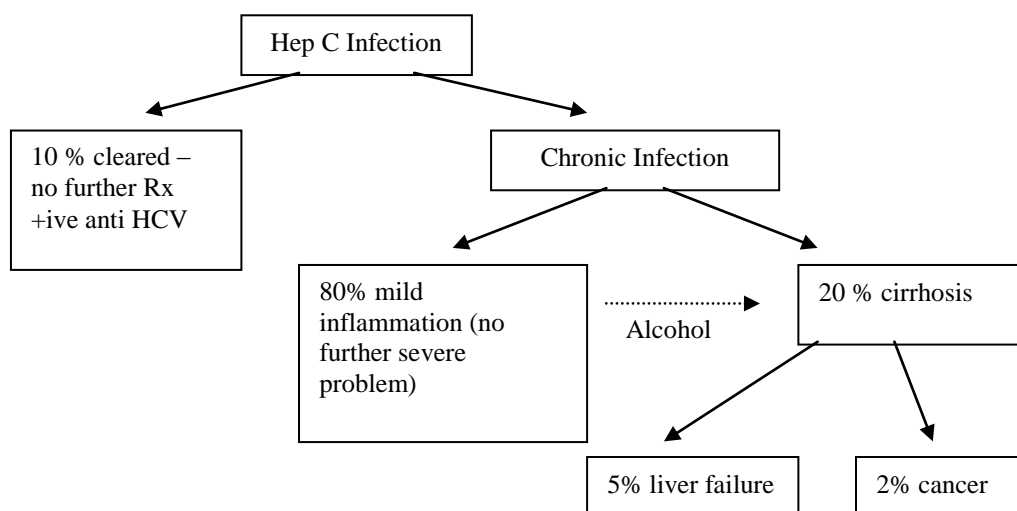 Hep C Infection
10 % cleared –
no further Rx
+ive anti HCV
Chronic Infection
80% mild
inflammation (no
further severe
problem)
Alcohol
20 % cirrhosis
5% liver failure
2% cancer